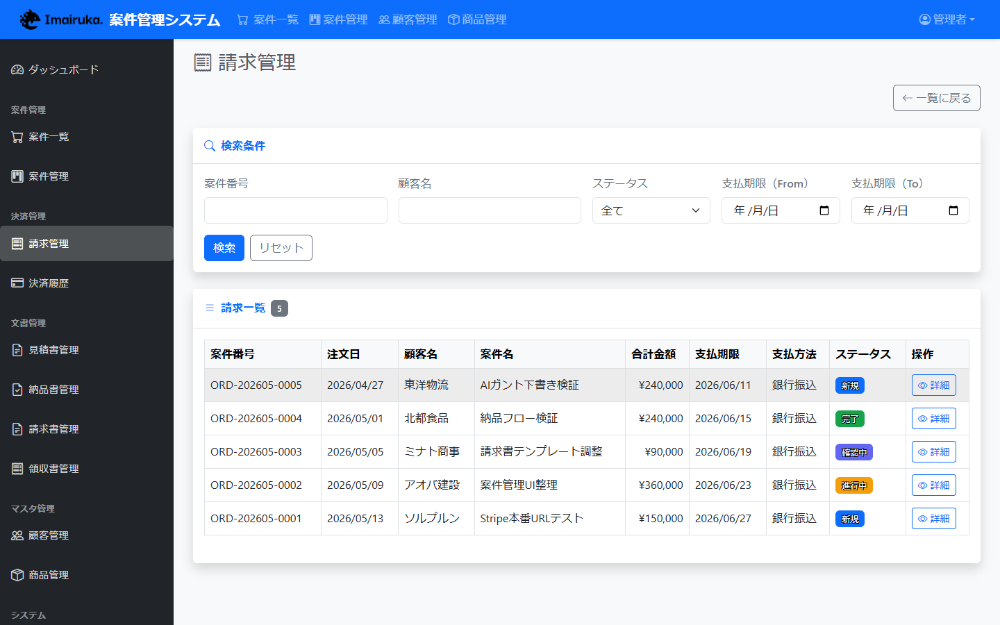 Imairuka. 案件管理システム 案件一覧 案件管理 顧客管理 商品管理 管理者
ダッシュボード
案件管理
案件一覧
案件管理
決済管理
請求管理
決済履歴
文書管理
見積書管理
納品書管理
請求書管理
領収書管理
マスタ管理
顧客管理
商品管理
システム
請求管理
← 一覧に戻る
検索条件
案件番号 顧客名 ステータス 支払期限（From） 支払期限（To）
全て 年 /月/日 年 /月/日
検索 リセット
請求一覧 5
案件番号 注文日 顧客名 案件名 合計金額 支払期限 支払方法 ステータス 操作
ORD-202605-0005 2026/04/27 東洋物流 AIガント下書き検証 ¥240,000 2026/06/11 銀行振込 新規 詳細
ORD-202605-0004 2026/05/01 北都食品 納品フロー検証 ¥240,000 2026/06/15 銀行振込 完了 詳細
ORD-202605-0003 2026/05/05 ミナト商事 請求書テンプレート調整 ¥90,000 2026/06/19 銀行振込 確認中 詳細
ORD-202605-0002 2026/05/09 アオバ建設 案件管理UI整理 ¥360,000 2026/06/23 銀行振込 進行中 詳細
ORD-202605-0001 2026/05/13 ソルプルン Stripe本番URLテスト ¥150,000 2026/06/27 銀行振込 新規 詳細